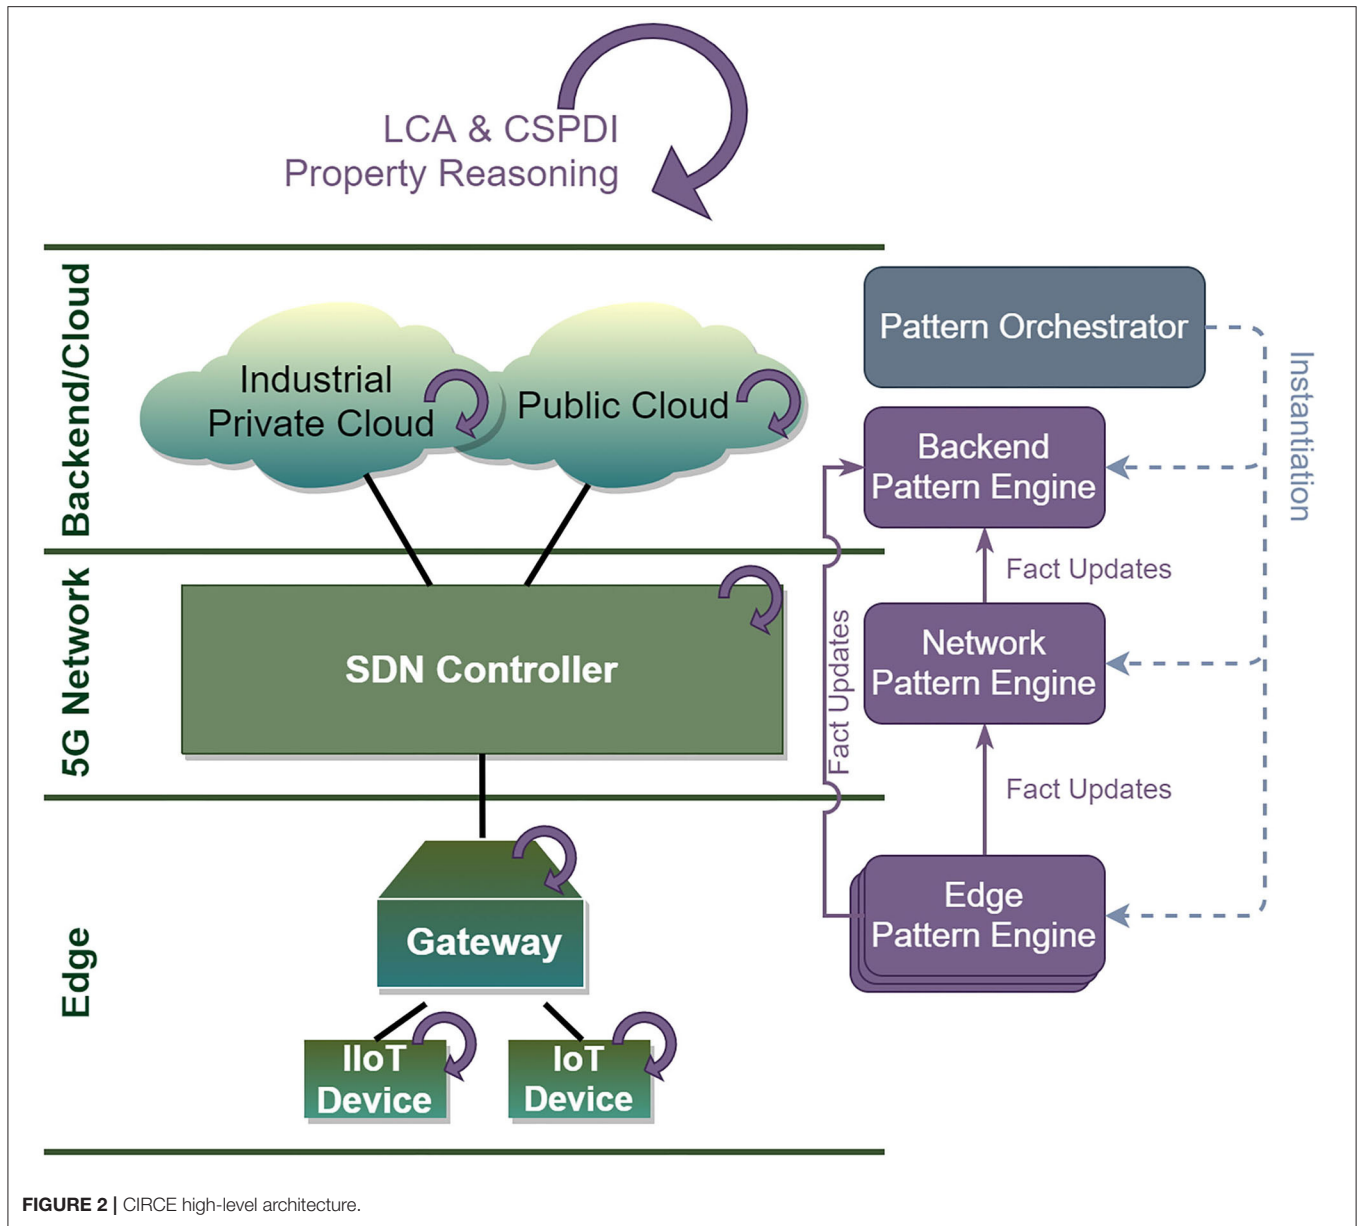 LCA & CSPDI
Property Reasoning
Backend/Cloud
Industrial
Private Cloud
Public Cloud
Pattern Orchestrator
Instantiation
Backend
Pattern Engine
Fact Updates
5G Network
SDN Controller
Fact Updates
Network
Pattern Engine
Fact Updates
Edge
Gateway
IIoT
Device
IoT
Device
Edge
Pattern Engine
FIGURE 2 | CIRCE high-level architecture.